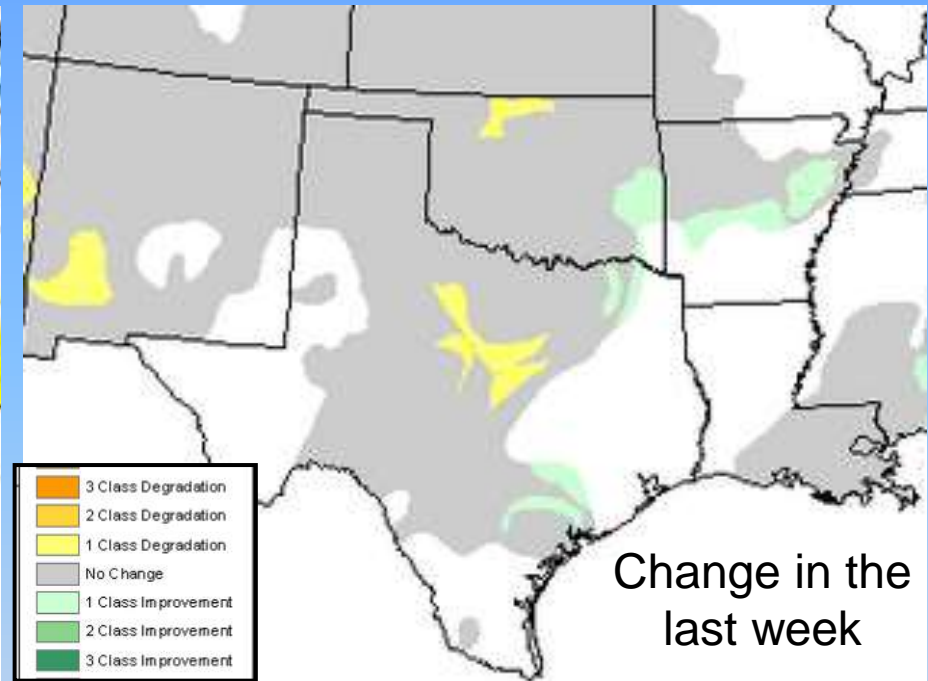 3 Class Degradation
2 Class Degradation
1 Class Degradation
No Change
1 Class Improvement
2 Class Improvement
3 Class Improvement
Change in the
last week